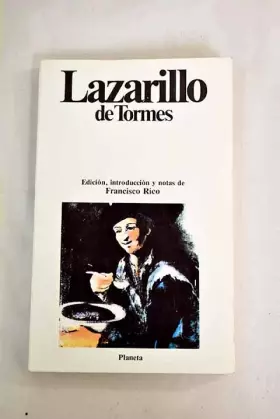 Lazarillo
de Tormes
Edición, introducción y notas de
Francisco Rico
Planeta